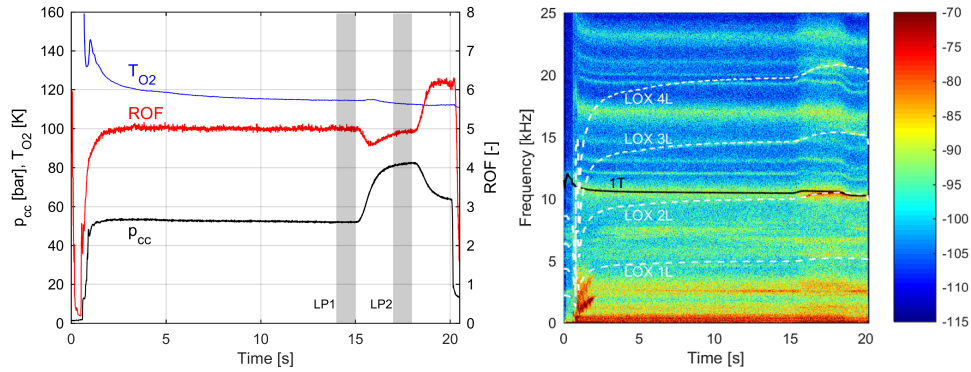 160
140
120
100
80
60
40
20
0
p_cc [bar], T_O2 [K]
T_O2
ROF
p_cc
LP1
LP2
8
7
6
5
4
3
2
1
0
ROF [-]
0
5
10
15
20
Time [s]
25
20
15
10
5
0
Frequency [kHz]
LOX 4L
LOX 3L
1T
LOX 2L
LOX 1L
0
5
10
15
20
Time [s]
-70
-75
-80
-85
-90
-95
-100
-105
-110
-115